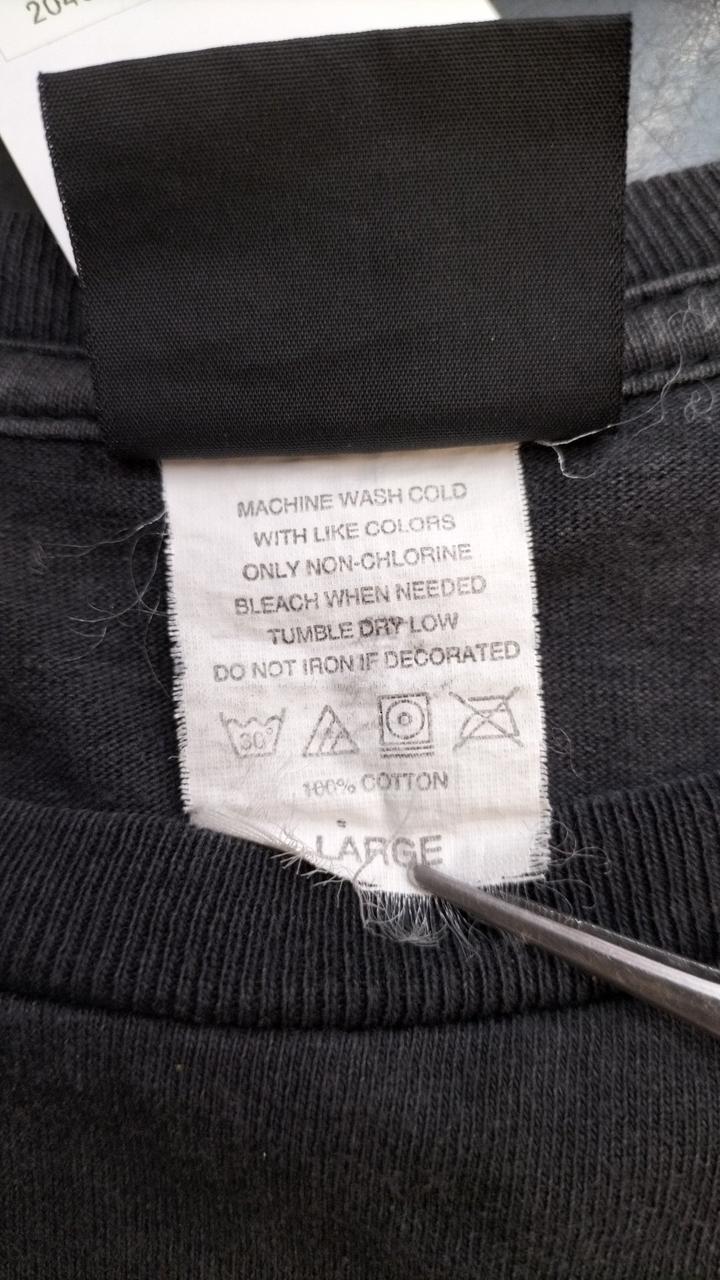 204
MACHINE WASH COLD
WITH LIKE COLORS
ONLY NON-CHLORINE
BLEACH WHEN NEEDED
TUMBLE DRY LOW
DO NOT IRON IF DECORATED
30°
100% COTTON
LARGE